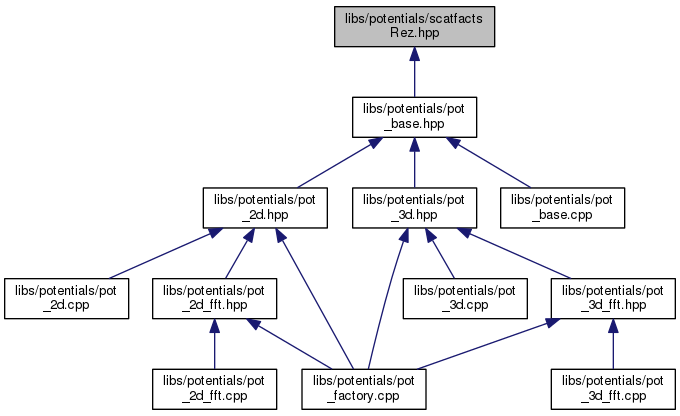 libs/potentials/scatfacts
Rez.hpp
libs/potentials/pot
_base.hpp
libs/potentials/pot
_2d.hpp
libs/potentials/pot
_3d.hpp
libs/potentials/pot
_base.cpp
libs/potentials/pot
_2d.cpp
libs/potentials/pot
_2d_fft.hpp
libs/potentials/pot
_3d.cpp
libs/potentials/pot
_3d_fft.hpp
libs/potentials/pot
_2d_fft.cpp
libs/potentials/pot
_factory.cpp
libs/potentials/pot
_3d_fft.cpp